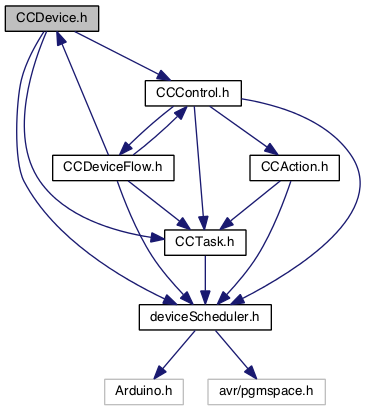 CCDevice.h
CCControl.h
CCDeviceFlow.h
CCAction.h
CCTask.h
deviceScheduler.h
Arduino.h
avr/pgmspace.h